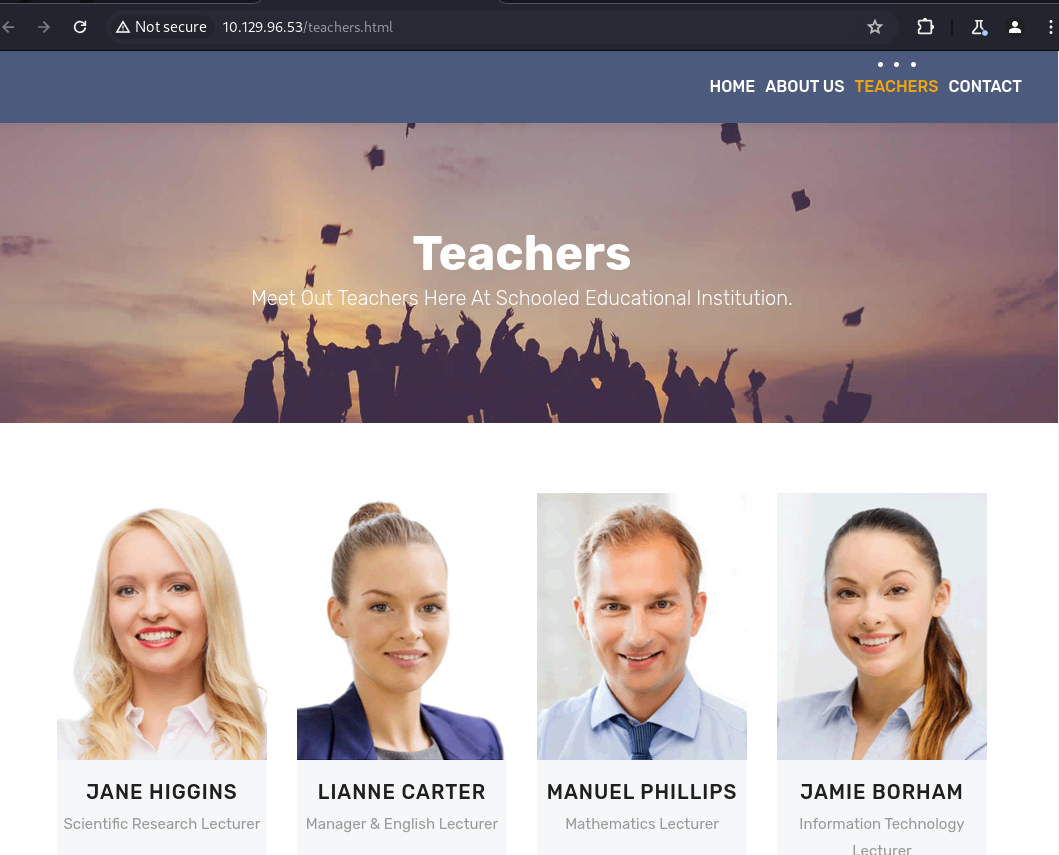 Not secure 10.129.96.53/teachers.html
HOME ABOUT US TEACHERS CONTACT
Teachers
Meet Out Teachers Here At Schooled Educational Institution.
JANE HIGGINS LIANNE CARTER MANUEL PHILLIPS JAMIE BORHAM
Scientific Research Lecturer Manager & English Lecturer Mathematics Lecturer Information Technology
Lecturer